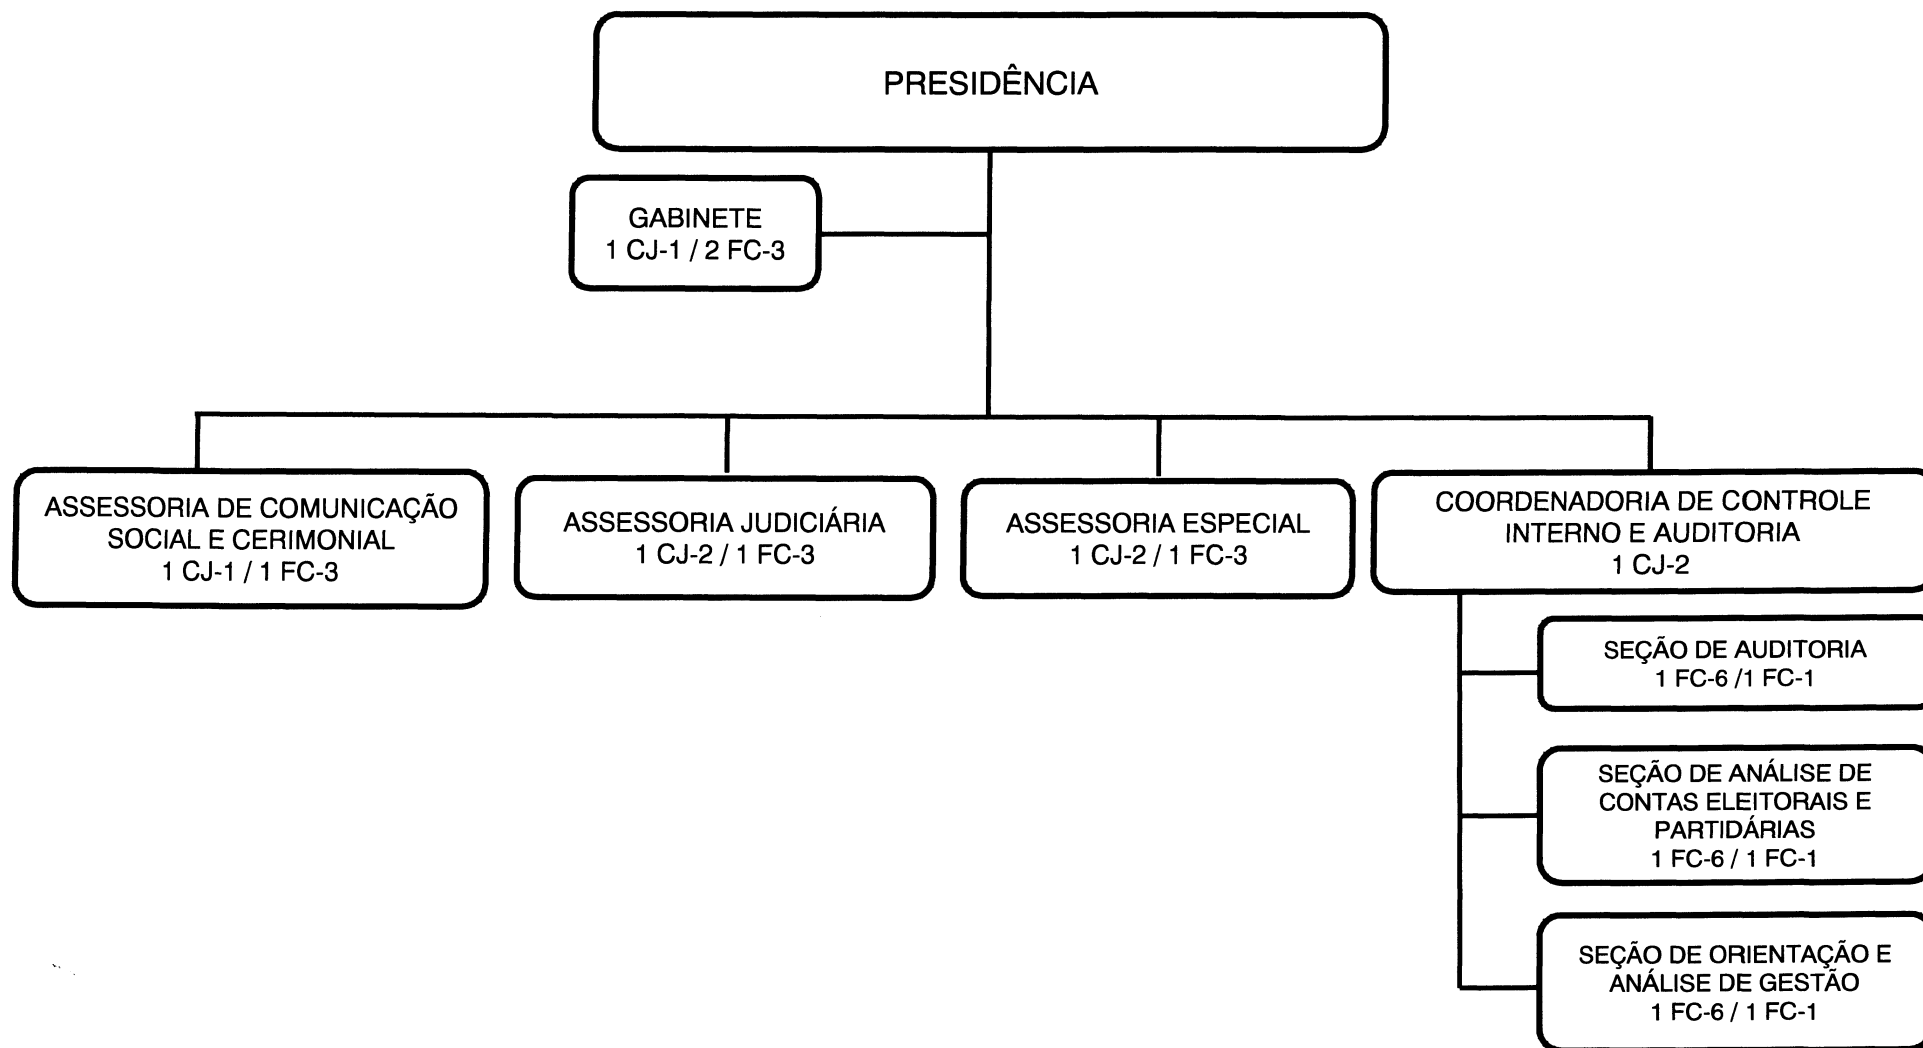 PRESIDÊNCIA
GABINETE
1 CJ-1 / 2 FC-3
ASSESSORIA DE COMUNICAÇÃO
SOCIAL E CERIMONIAL
1 CJ-1 / 1 FC-3
ASSESSORIA JUDICIÁRIA
1 CJ-2 / 1 FC-3
ASSESSORIA ESPECIAL
1 CJ-2 / 1 FC-3
COORDENADORIA DE CONTROLE
INTERNO E AUDITORIA
1 CJ-2
SEÇÃO DE AUDITORIA
1 FC-6 /1 FC-1
SEÇÃO DE ANÁLISE DE
CONTAS ELEITORAIS E
PARTIDÁRIAS
1 FC-6 / 1 FC-1
SEÇÃO DE ORIENTAÇÃO E
ANÁLISE DE GESTÃO
1 FC-6 / 1 FC-1